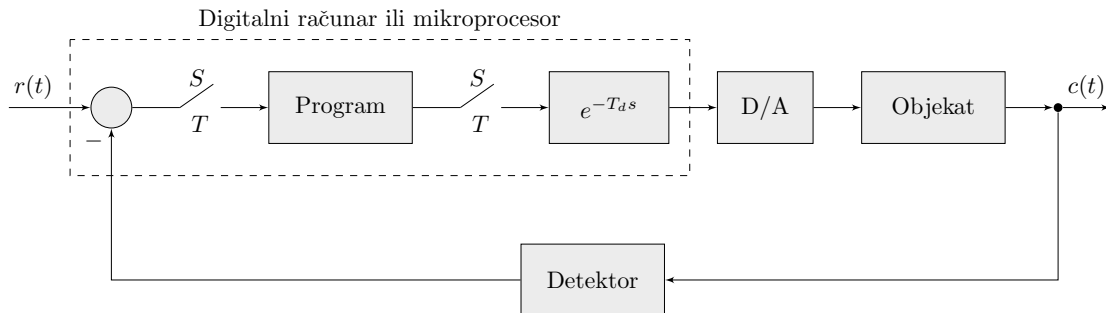 Digitalni računar ili mikroprocesor
r(t)
S
T
Program
S
T
e^{-T_d s}
D/A
Objekat
c(t)
−
Detektor